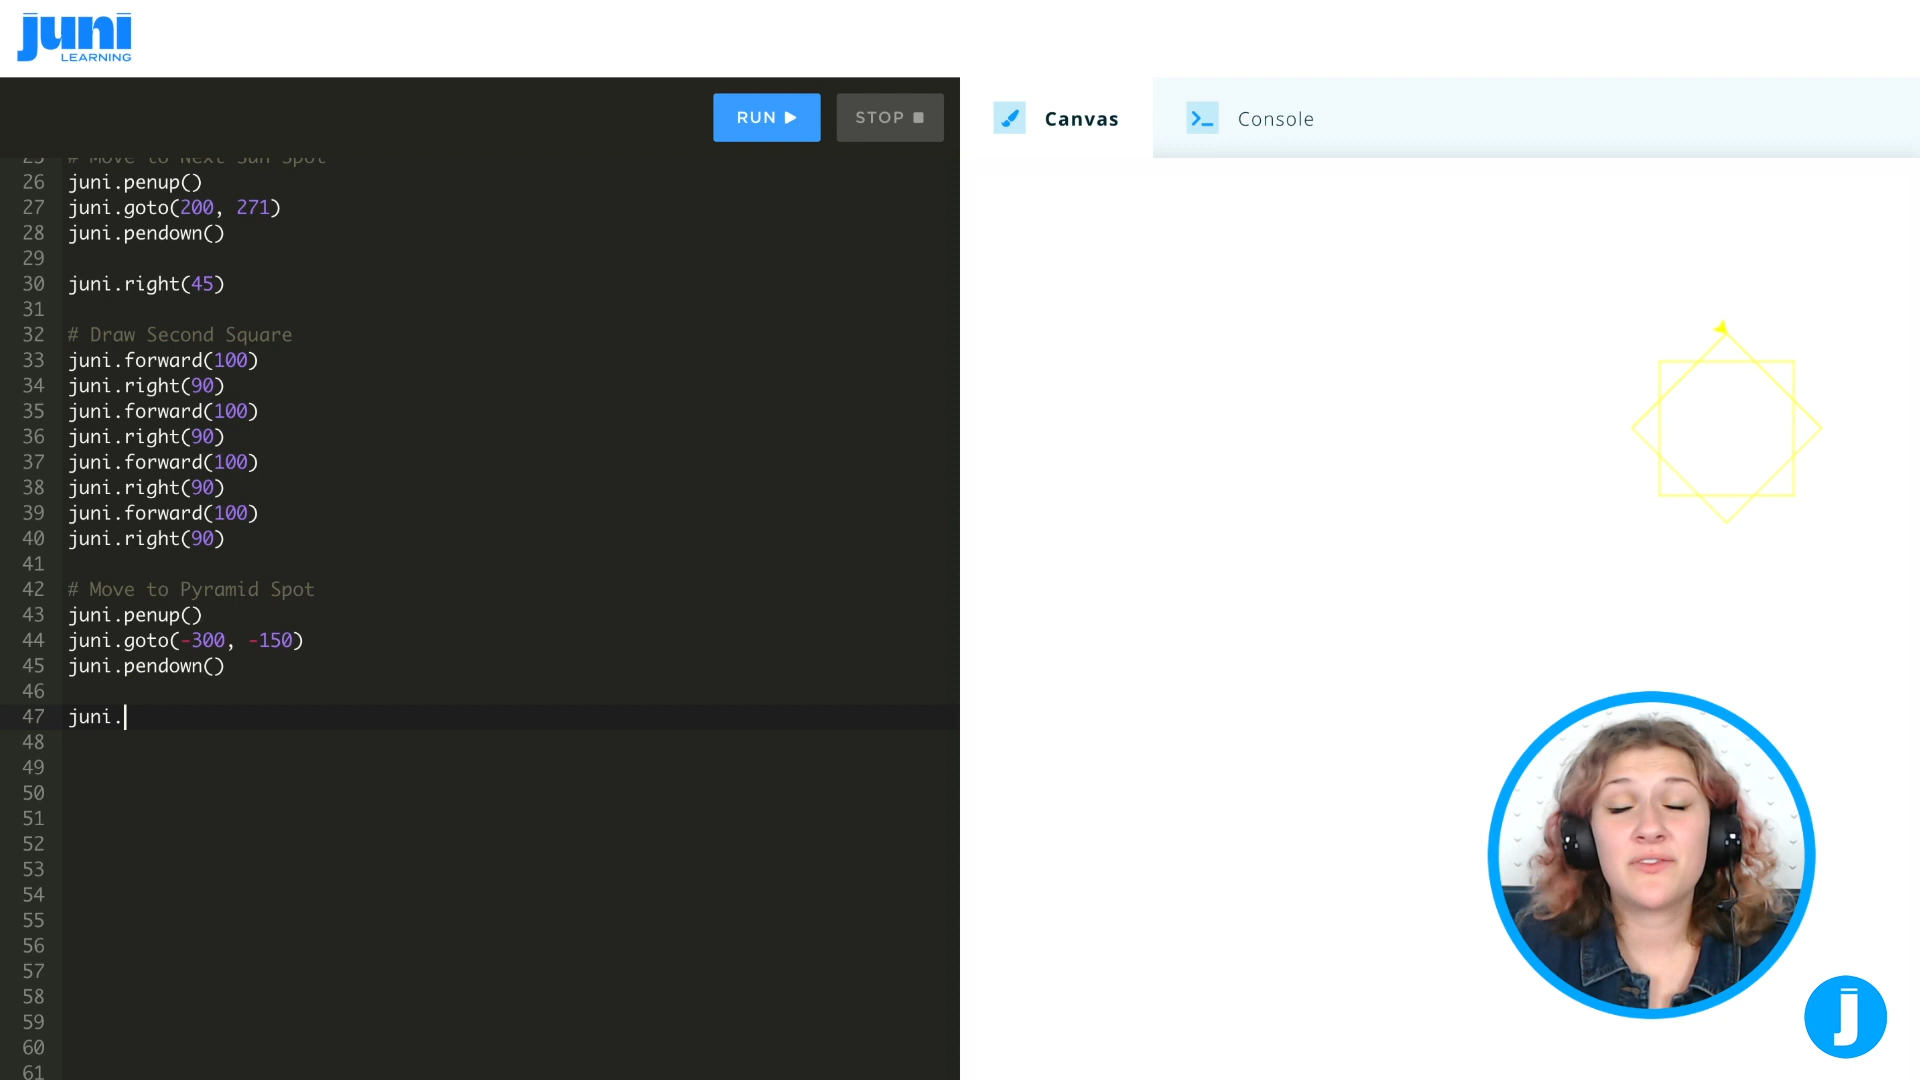 juni
LEARNING
RUN
STOP
Canvas
Console
25 # Move to Next Sun Spot
26 juni.penup()
27 juni.goto(200, 271)
28 juni.pendown()
29
30 juni.right(45)
31
32 # Draw Second Square
33 juni.forward(100)
34 juni.right(90)
35 juni.forward(100)
36 juni.right(90)
37 juni.forward(100)
38 juni.right(90)
39 juni.forward(100)
40 juni.right(90)
41
42 # Move to Pyramid Spot
43 juni.penup()
44 juni.goto(-300, -150)
45 juni.pendown()
46
47 juni.
48
49
50
51
52
53
54
55
56
57
58
59
60
61
J